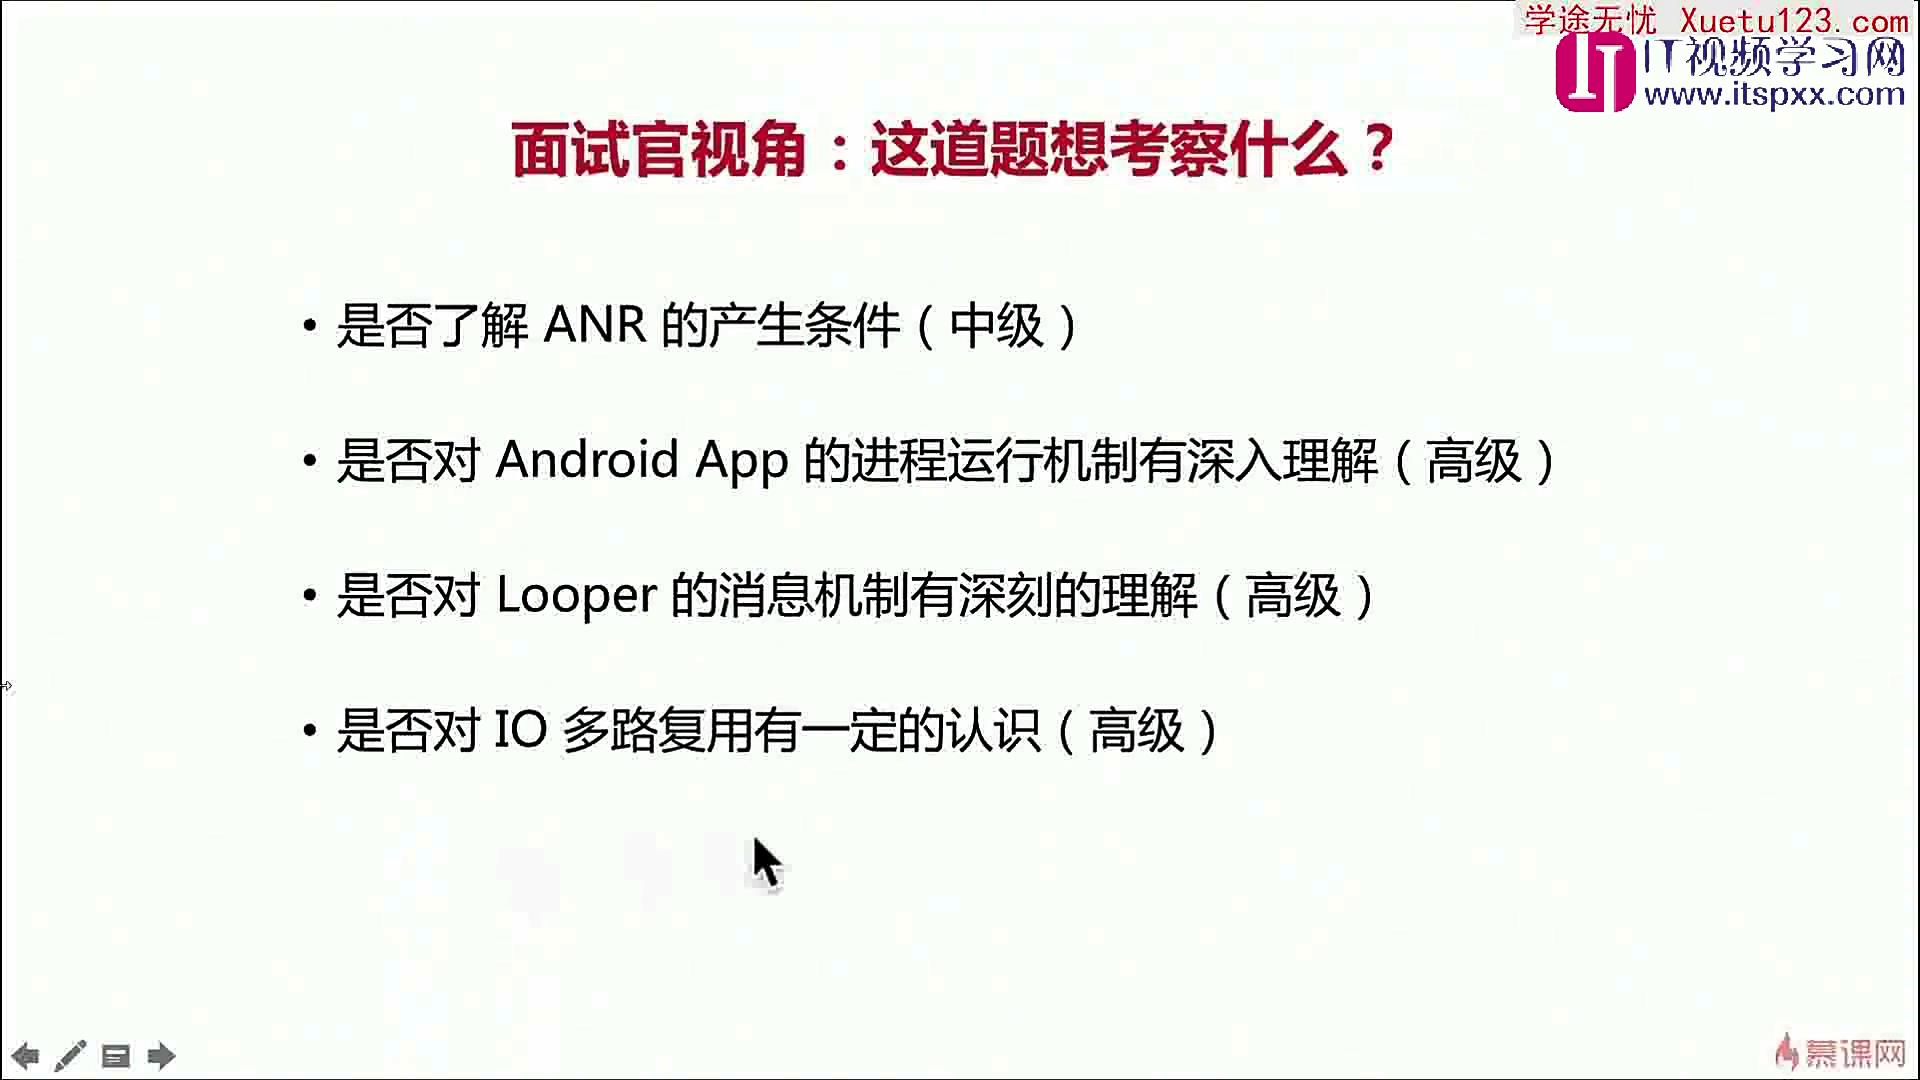 学途无忧 Xuetu123.com
IT视频学习网
www.itspxx.com
面试官视角：这道题想考察什么？
• 是否了解 ANR 的产生条件（中级）
• 是否对 Android App 的进程运行机制有深入理解（高级）
• 是否对 Looper 的消息机制有深刻的理解（高级）
• 是否对 IO 多路复用有一定的认识（高级）
慕课网